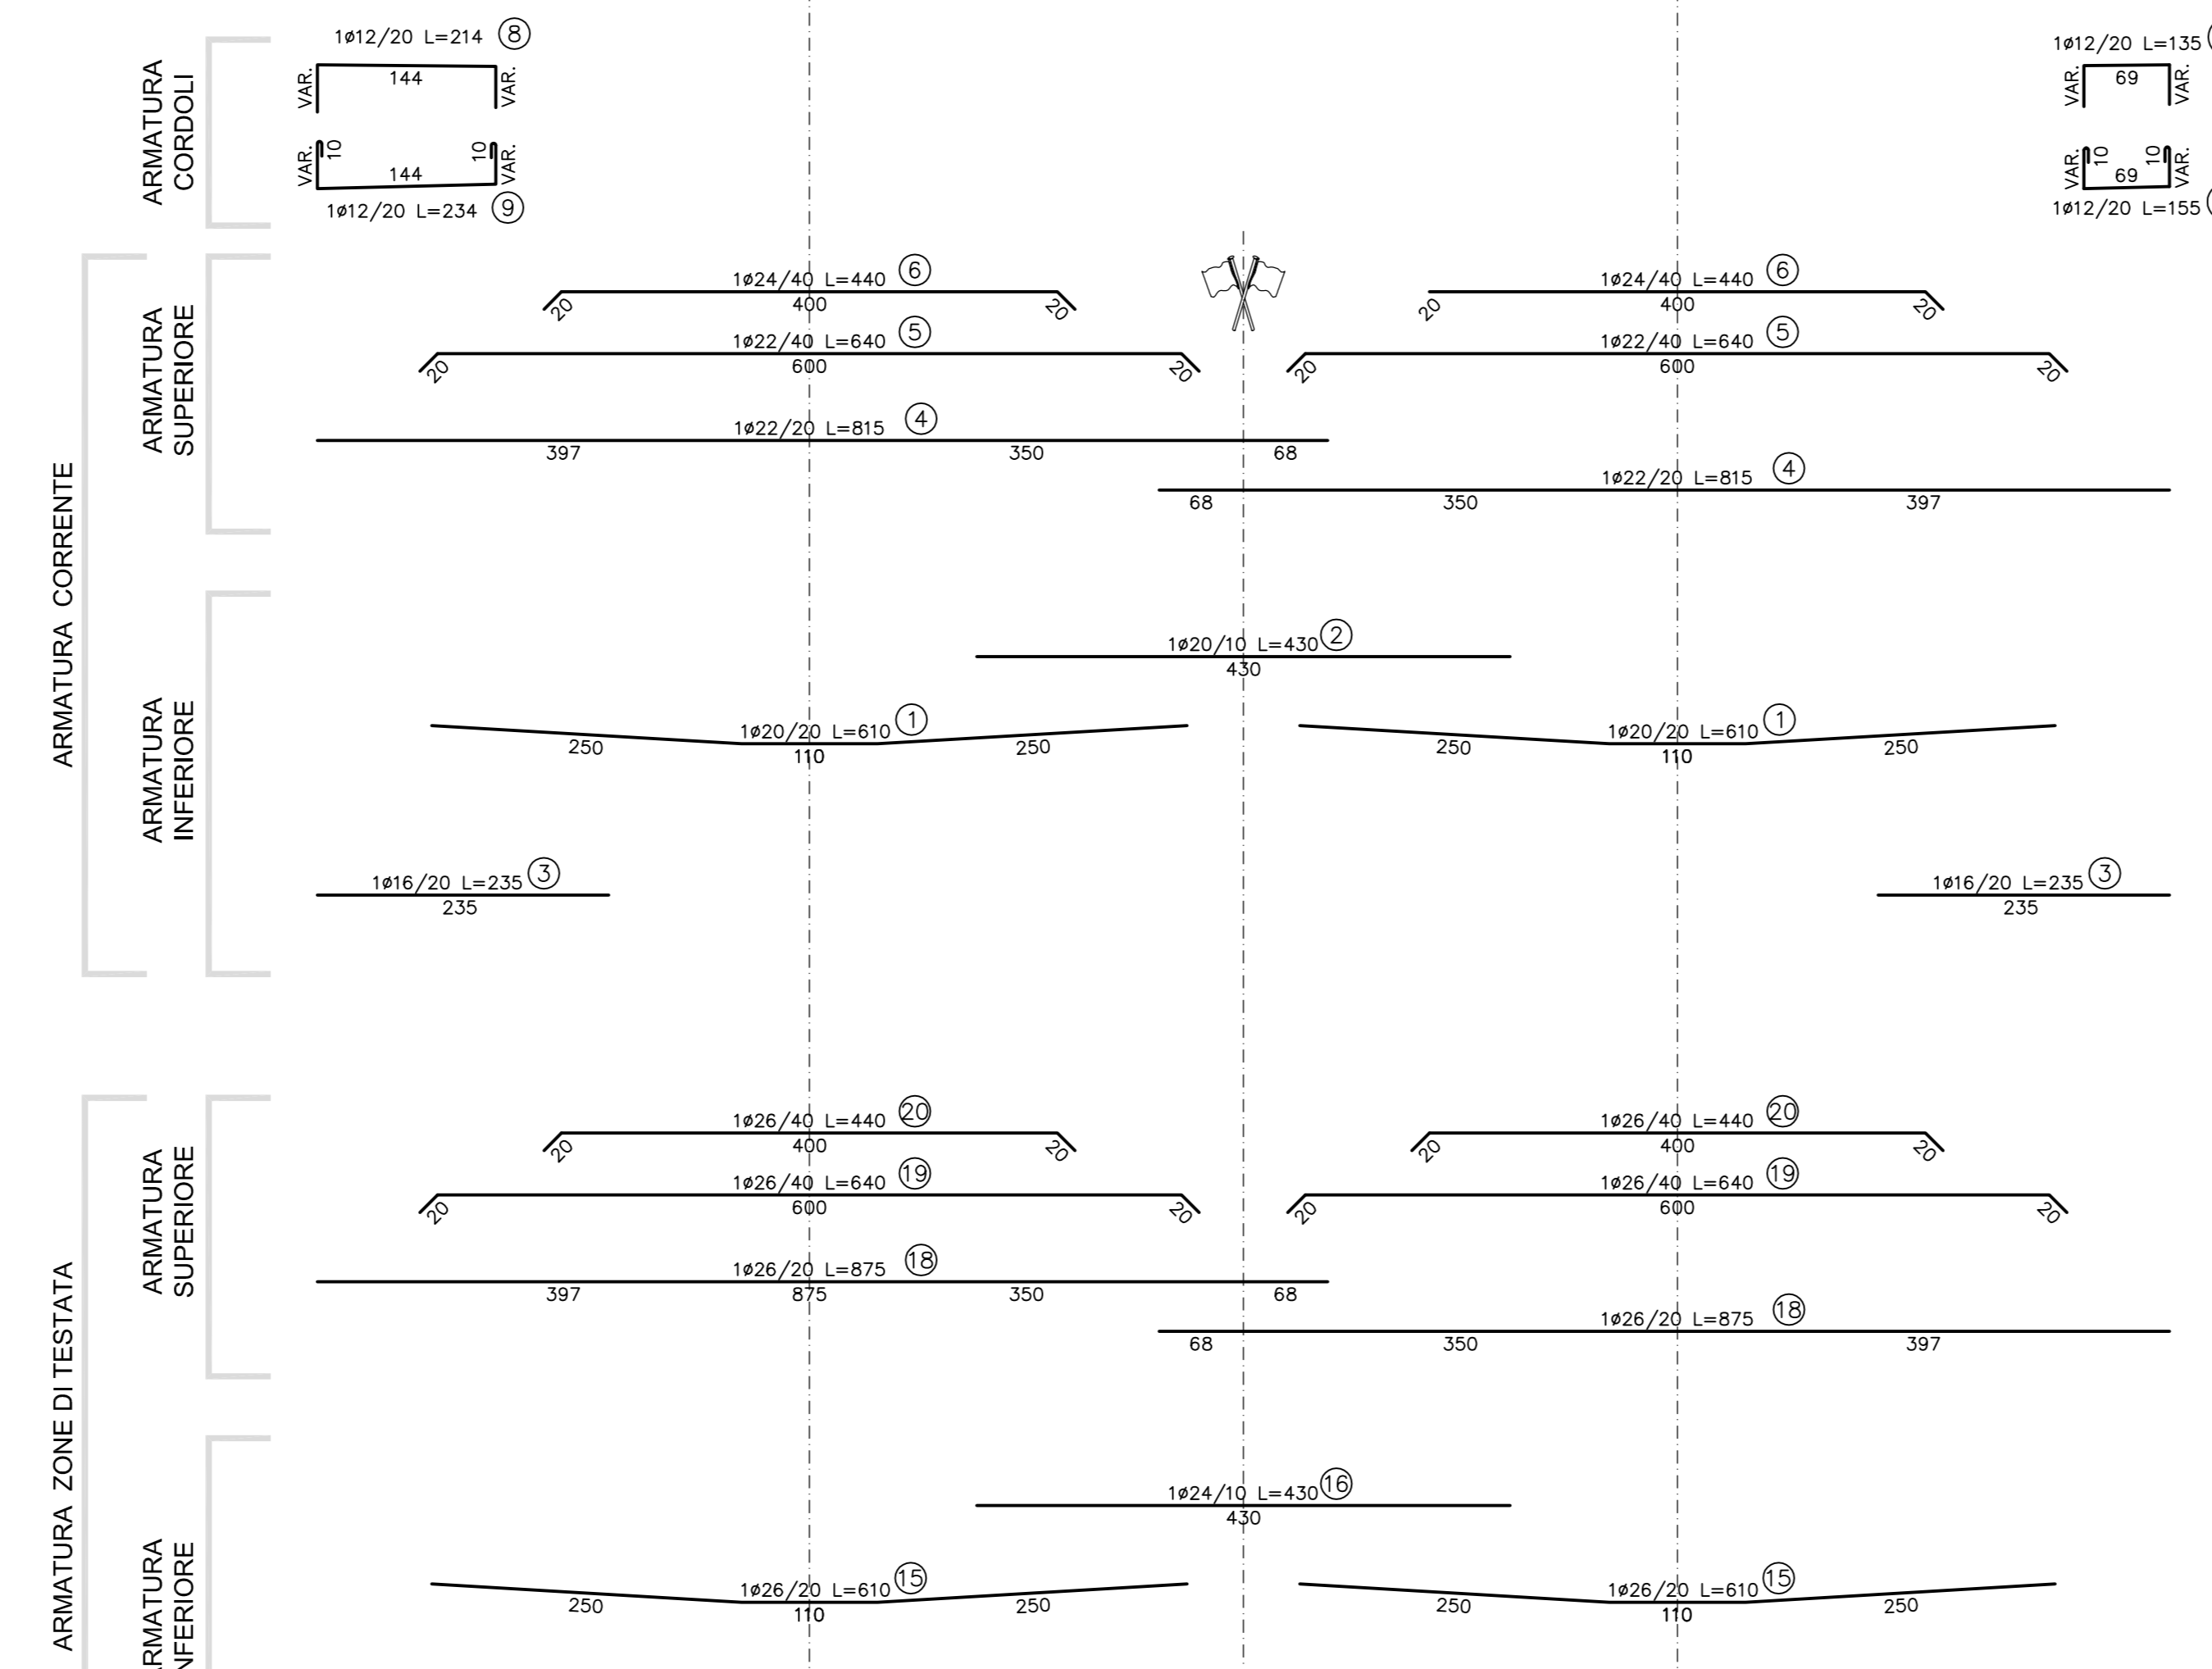 ARMATURA
CORDOLI
1ø12/20 L=214 8
VAR. 144 VAR.
VAR. 10 144 10 VAR.
1ø12/20 L=234 9
1ø12/20 L=135
VAR. 69 VAR.
VAR. 10 69 10 VAR.
1ø12/20 L=155
ARMATURA CORRENTE
ARMATURA
SUPERIORE
1ø24/40 L=440 6
20 400 20
1ø24/40 L=440 6
20 400 20
1ø22/40 L=640 5
20 600 20
1ø22/40 L=640 5
20 600 20
1ø22/20 L=815 4
397 350 68
1ø22/20 L=815 4
68 350 397
ARMATURA
INFERIORE
1ø20/10 L=430 2
430
1ø20/20 L=610 1
250 110 250
1ø20/20 L=610 1
250 110 250
1ø16/20 L=235 3
235
1ø16/20 L=235 3
235
ARMATURA ZONE DI TESTATA
ARMATURA
SUPERIORE
1ø26/40 L=440 20
20 400 20
1ø26/40 L=440 20
20 400 20
1ø26/40 L=640 19
20 600 20
1ø26/40 L=640 19
20 600 20
1ø26/20 L=875 18
397 875 350 68
1ø26/20 L=875 18
68 350 397
RMATURA
NFERIORE
1ø24/10 L=430 16
430
1ø26/20 L=610 15
250 110 250
1ø26/20 L=610 15
250 110 250